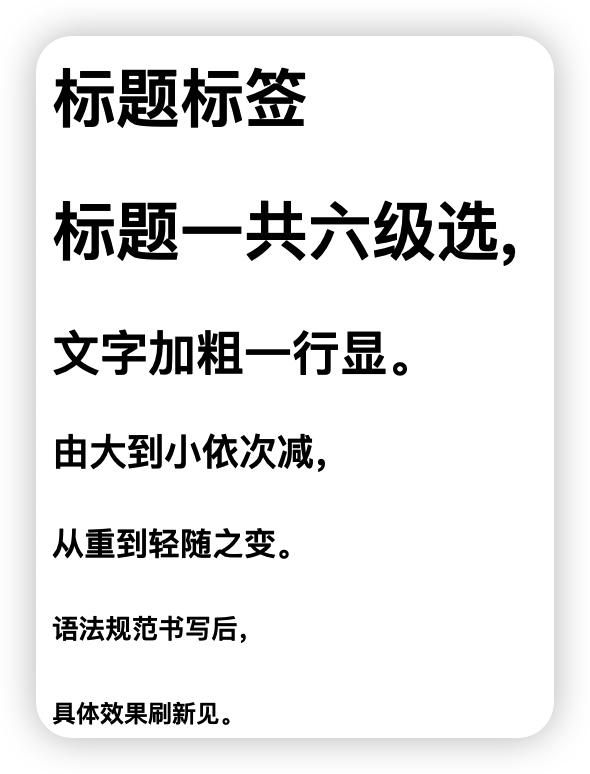 标题标签
标题一共六级选,
文字加粗一行显。
由大到小依次减,
从重到轻随之变。
语法规范书写后,
具体效果刷新见。